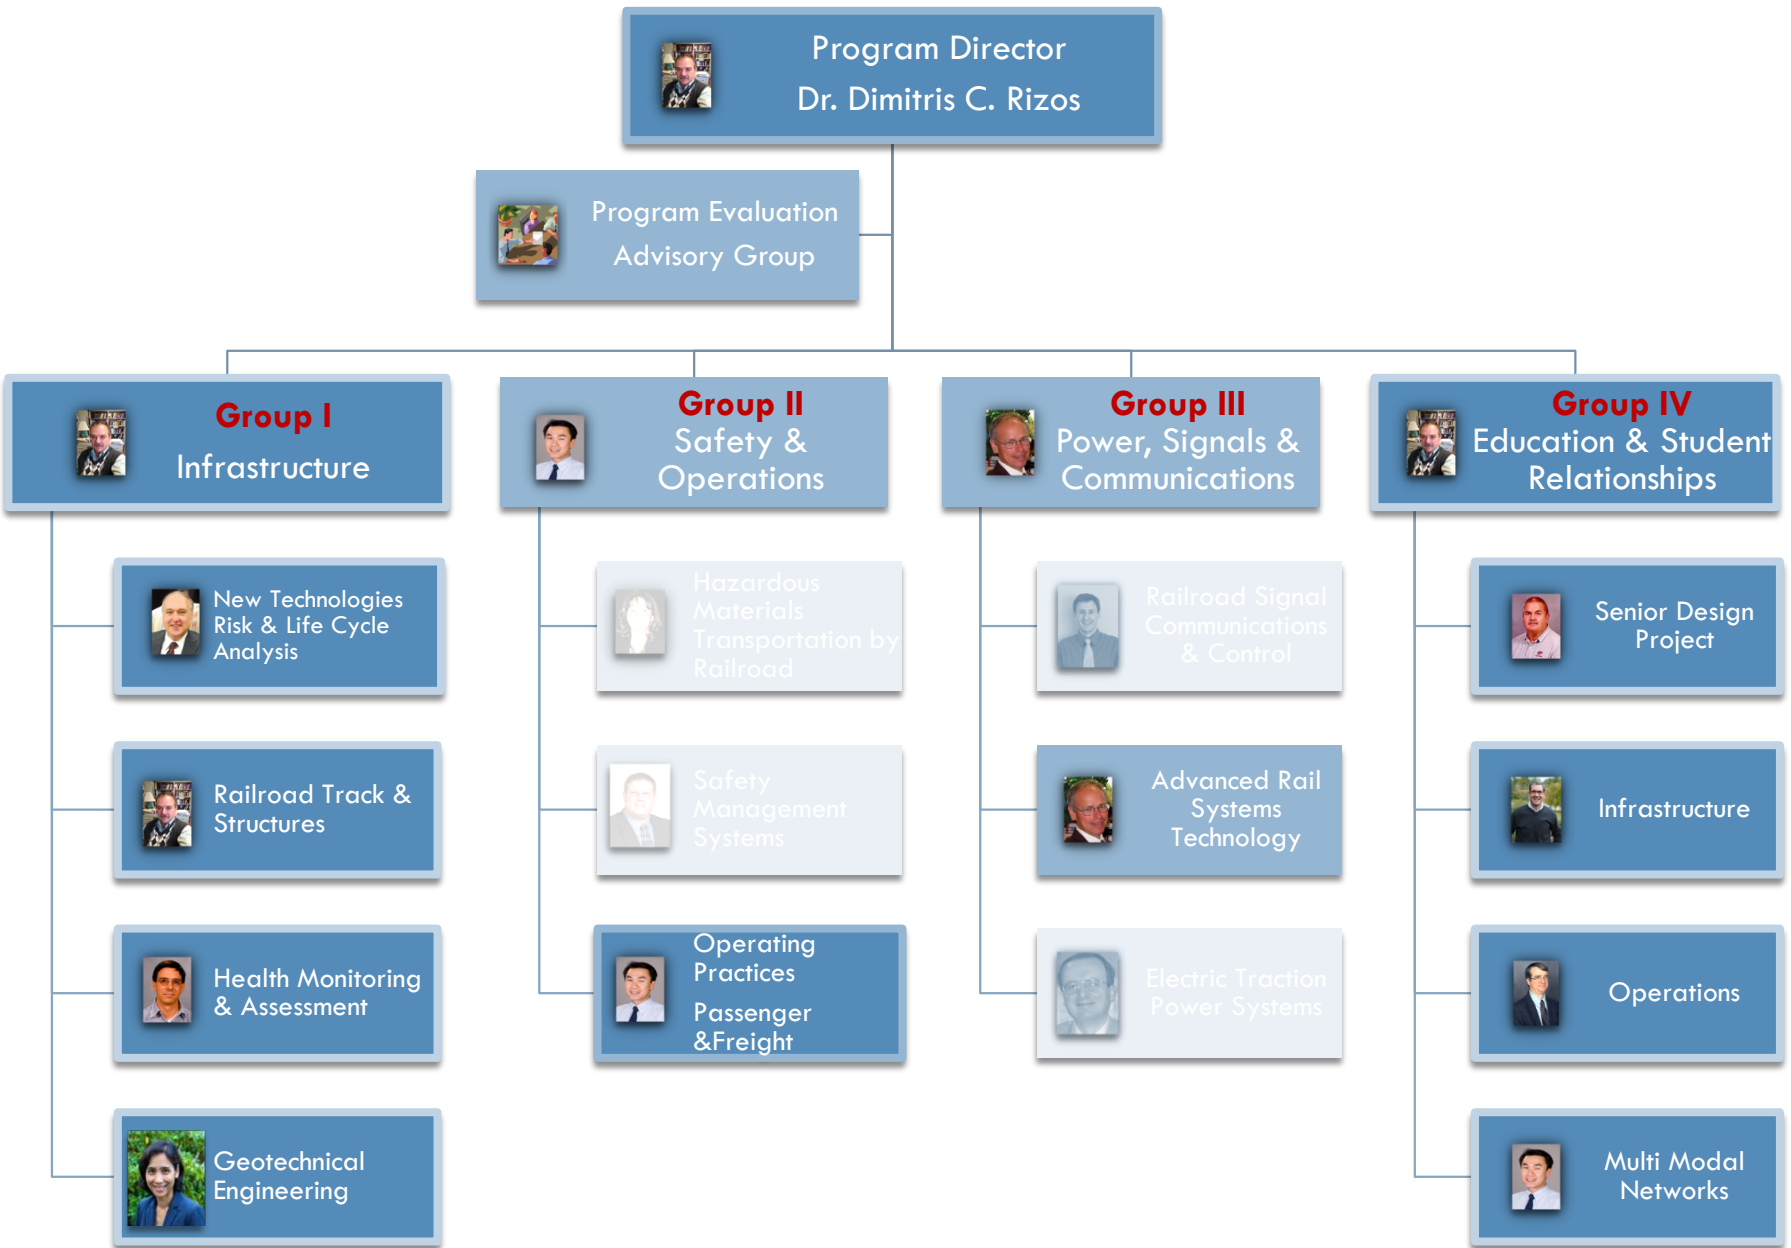 Program Director
Dr. Dimitris C. Rizos
Program Evaluation
Advisory Group
Group I
Infrastructure
New Technologies
Risk & Life Cycle
Analysis
Railroad Track &
Structures
Health Monitoring
& Assessment
Geotechnical
Engineering
Group II
Safety &
Operations
Hazardous
Materials
Transportation by
Railroad
Safety
Management
Systems
Operating
Practices
Passenger
&Freight
Group III
Power, Signals &
Communications
Railroad Signal
Communications
& Control
Advanced Rail
Systems
Technology
Electric Traction
Power Systems
Group IV
Education & Student
Relationships
Senior Design
Project
Infrastructure
Operations
Multi Modal
Networks